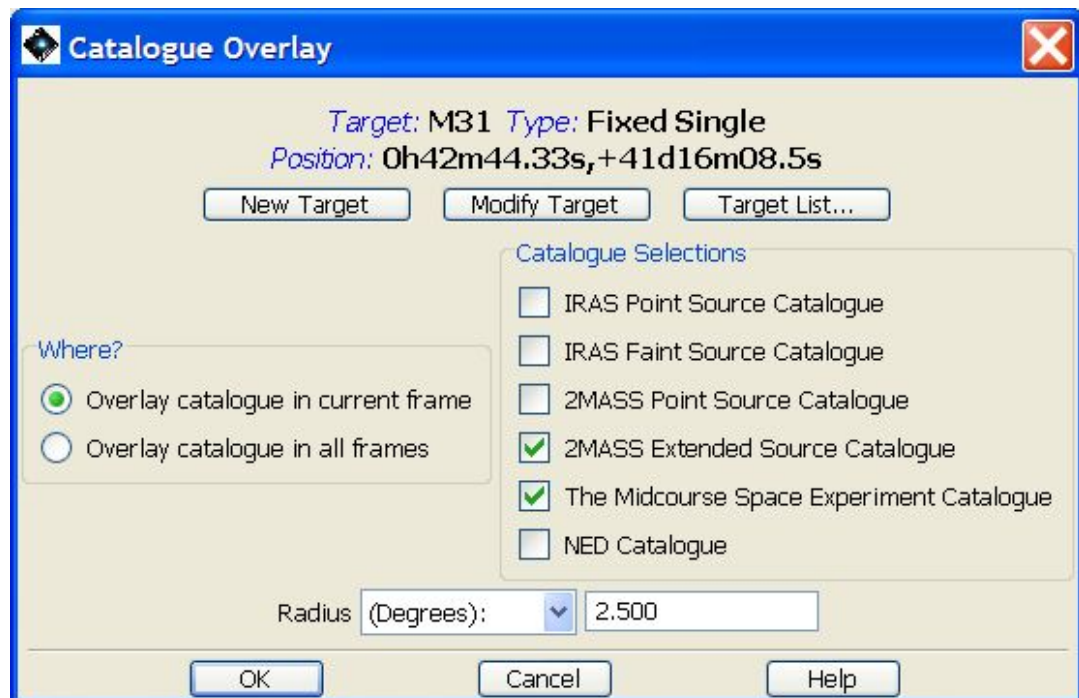 Catalogue Overlay
Target: M31 Type: Fixed Single
Position: 0h42m44.33s,+41d16m08.5s
New Target Modify Target Target List...
Where?
Overlay catalogue in current frame
Overlay catalogue in all frames
Catalogue Selections
IRAS Point Source Catalogue
IRAS Faint Source Catalogue
2MASS Point Source Catalogue
2MASS Extended Source Catalogue
The Midcourse Space Experiment Catalogue
NED Catalogue
Radius (Degrees): 2.500
OK Cancel Help